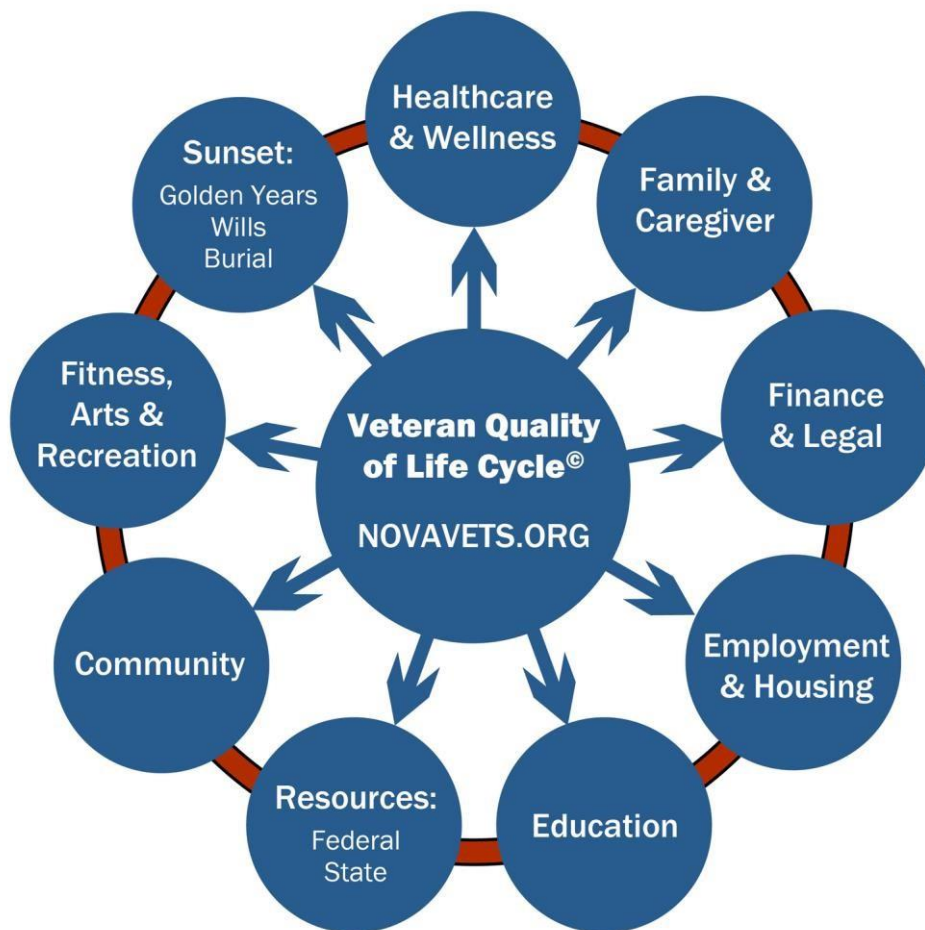 Healthcare
& Wellness
Family &
Caregiver
Finance
& Legal
Employment
& Housing
Education
Resources:
Federal
State
Community
Fitness,
Arts &
Recreation
Sunset:
Golden Years
Wills
Burial
Veteran Quality
of Life Cycle©
NOVAVETS.ORG